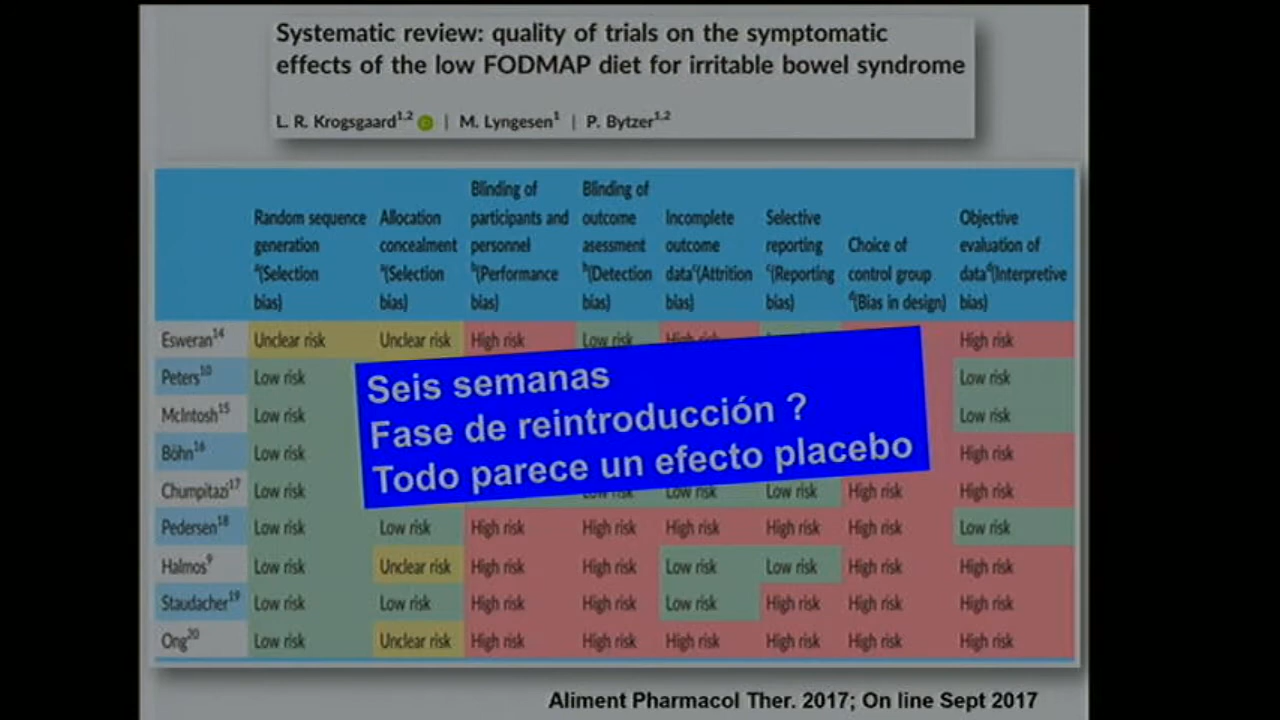 Systematic review: quality of trials on the symptomatic
effects of the low FODMAP diet for irritable bowel syndrome
L. R. Krogsgaard1,2 | M. Lyngesen1 | P. Bytzer1,2
Random sequence generation a(Selection bias) Allocation concealment a(Selection bias) Blinding of participants and personnel b(Performance bias) Blinding of outcome asessment b(Detection bias) Incomplete outcome data c(Attrition bias) Selective reporting c(Reporting bias) Choice of control group d(Bias in design) Objective evaluation of data d(Interpretive bias)
Esweran14 Unclear risk Unclear risk High risk Low risk High risk High risk
Peters10 Low risk Low risk
McIntosh15 Low risk Low risk
Böhn16 Low risk High risk
Chumpitazi17 Low risk Low risk Low risk Low risk High risk High risk
Pedersen18 Low risk Low risk High risk High risk High risk High risk High risk Low risk
Halmos9 Low risk Unclear risk High risk High risk Low risk Low risk High risk High risk
Staudacher19 Low risk Low risk High risk High risk Low risk High risk High risk High risk
Ong20 Low risk Unclear risk High risk High risk High risk High risk High risk High risk
Seis semanas
Fase de reintroducción ?
Todo parece un efecto placebo
Aliment Pharmacol Ther. 2017; On line Sept 2017